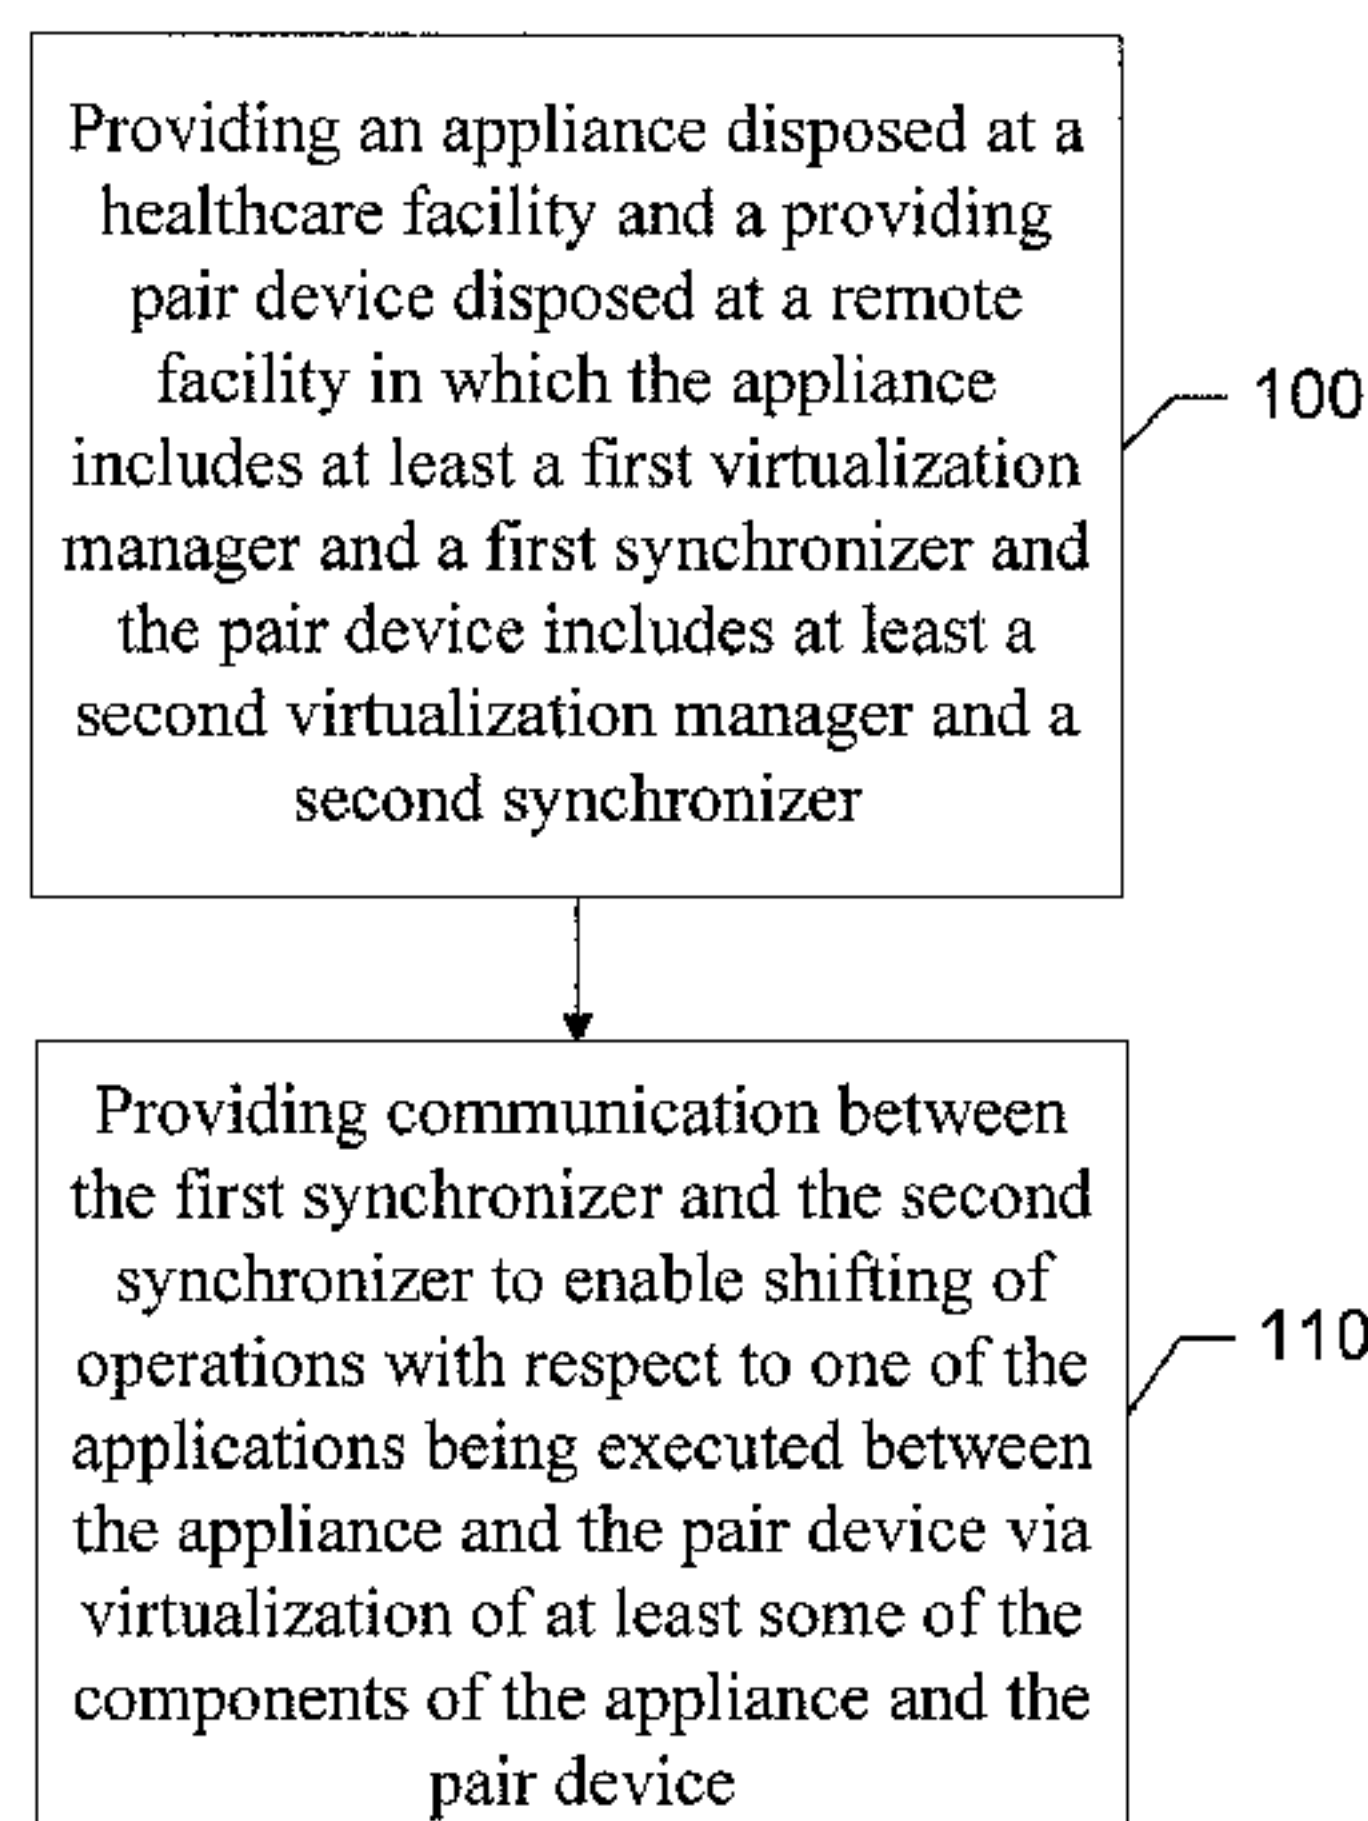 Providing an appliance disposed at a
healthcare facility and a providing
pair device disposed at a remote
facility in which the appliance
includes at least a first virtualization
manager and a first synchronizer and
the pair device includes at least a
second virtualization manager and a
second synchronizer
100
Providing communication between
the first synchronizer and the second
synchronizer to enable shifting of
operations with respect to one of the
applications being executed between
the appliance and the pair device via
virtualization of at least some of the
components of the appliance and the
pair device
110